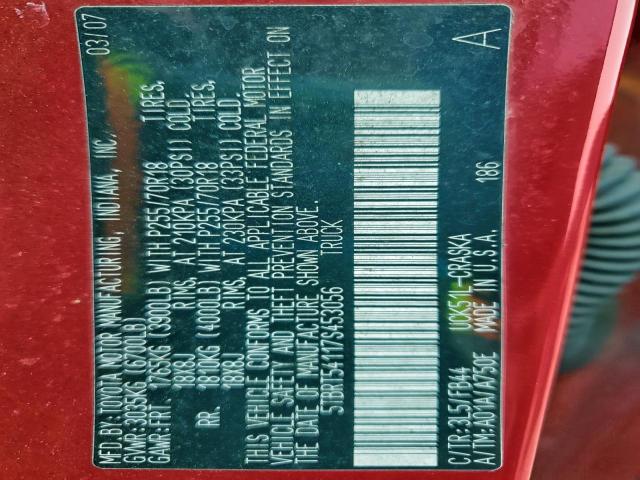 MFD.BY:TOYOTA MOTOR MANUFACTURING, INDIANA, INC. 03/07
GVWR:3035KG (6700LB)
GAWR:FRT 1765KG (3900LB) WITH P255/70R18 TIRES,
18X8J RIMS, AT 210KPA (30PSI) COLD
RR. 1810KG (4000LB) WITH P255/70R18 TIRES,
18X8J RIMS, AT 230KPA (33PSI) COLD.
THIS VEHICLE CONFORMS TO ALL APPLICABLE FEDERAL MOTOR
VEHICLE SAFETY AND THEFT PREVENTION STANDARDS IN EFFECT ON
THE DATE OF MANUFACTURE SHOWN ABOVE.
5TBBT54117S453056 TRUCK
C/TR:3L5/FB44 UCK51L-CRASKA 186 A
A/TM:A01A/A750E MADE IN U.S.A.